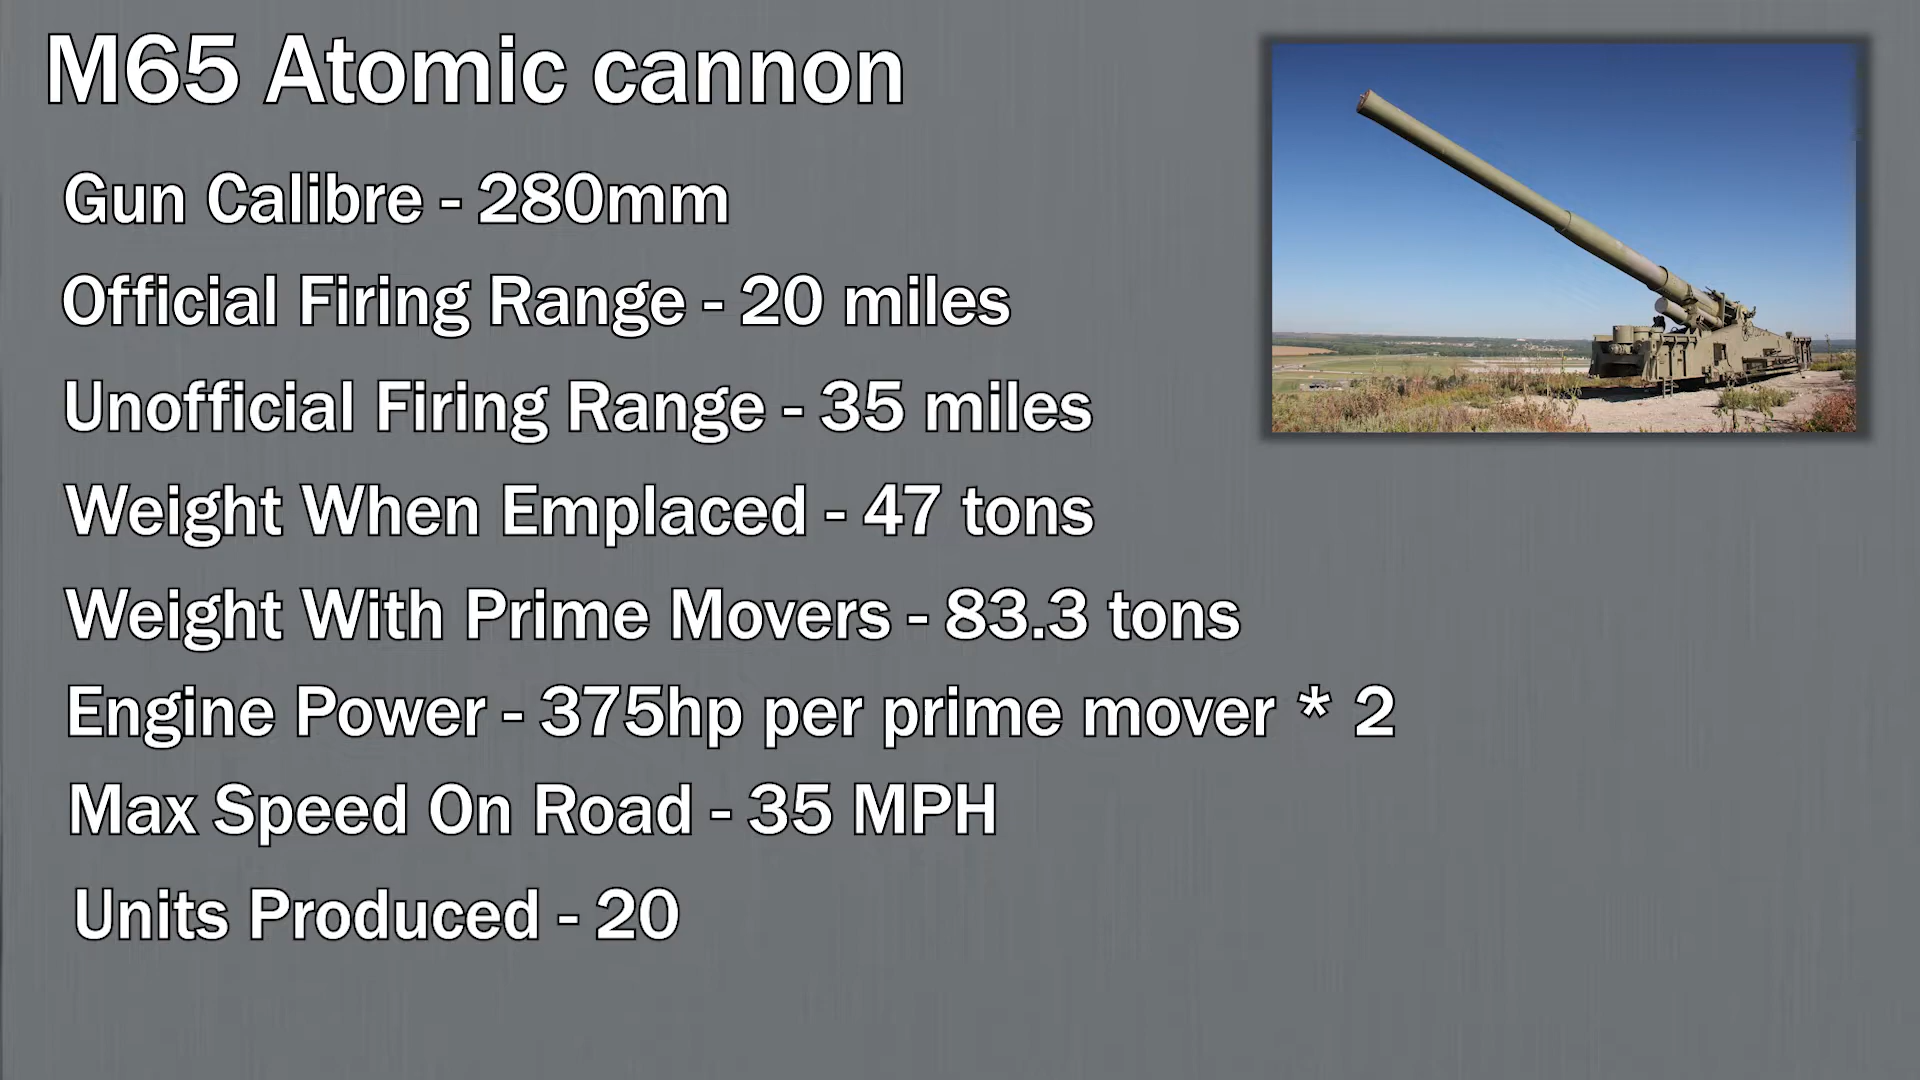 M65 Atomic cannon
Gun Calibre - 280mm
Official Firing Range - 20 miles
Unofficial Firing Range - 35 miles
Weight When Emplaced - 47 tons
Weight With Prime Movers - 83.3 tons
Engine Power - 375hp per prime mover * 2
Max Speed On Road - 35 MPH
Units Produced - 20